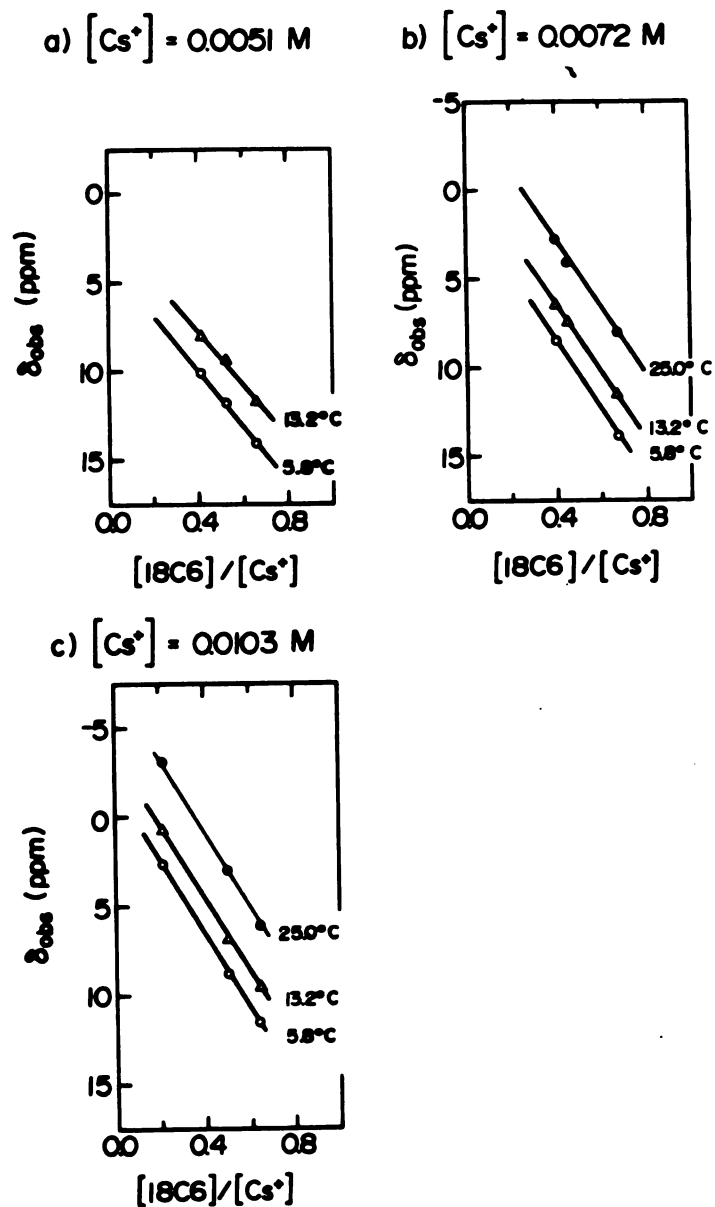 a) [Cs⁺] = 0.0051 M
0
5
10
15
δobs (ppm)
13.2°C
5.8°C
0.0 0.4 0.8
[18C6]/[Cs⁺]
b) [Cs⁺] = 0.0072 M
-5
0
5
10
15
δobs (ppm)
25.0°C
13.2°C
5.8°C
0.0 0.4 0.8
[18C6]/[Cs⁺]
c) [Cs⁺] = 0.0103 M
-5
0
5
10
15
δobs (ppm)
25.0°C
13.2°C
5.8°C
0.0 0.4 0.8
[18C6]/[Cs⁺]